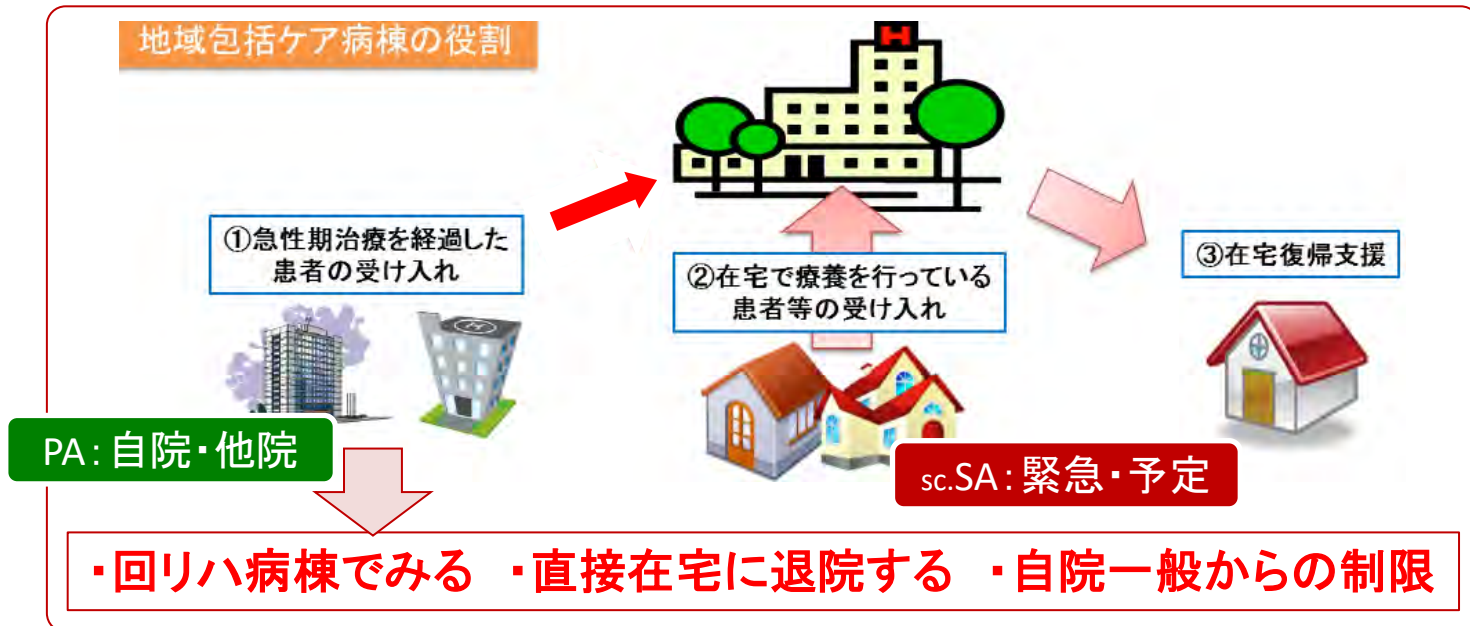 地域包括ケア病棟の役割
H
①急性期治療を経過した
患者の受け入れ
②在宅で療養を行っている
患者等の受け入れ
③在宅復帰支援
H
PA:自院・他院
sc.SA:緊急・予定
・回リハ病棟でみる ・直接在宅に退院する ・自院一般からの制限